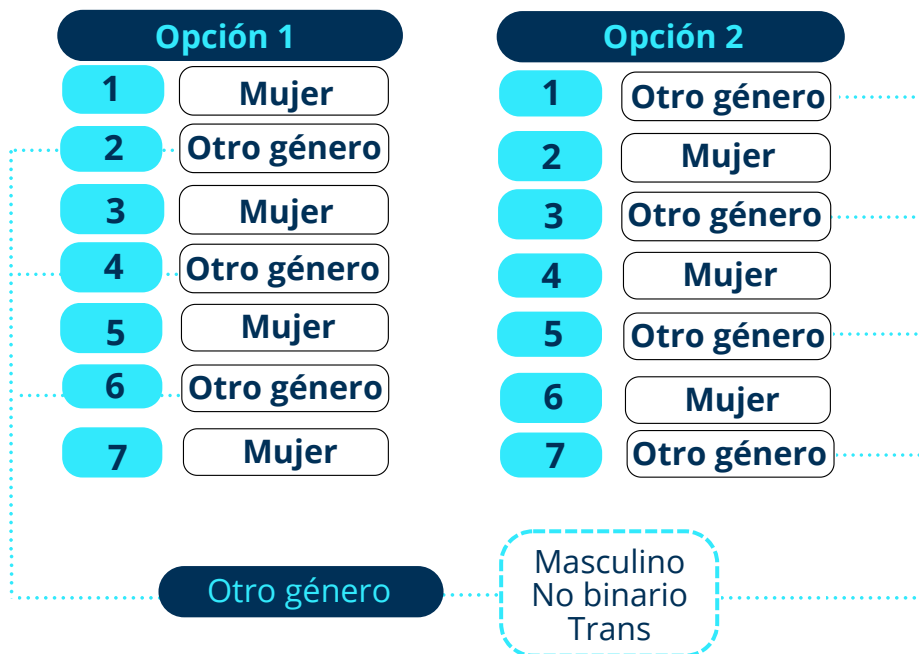 Opción 1
1 Mujer
2 Otro género
3 Mujer
4 Otro género
5 Mujer
6 Otro género
7 Mujer
Opción 2
1 Otro género
2 Mujer
3 Otro género
4 Mujer
5 Otro género
6 Mujer
7 Otro género
Otro género
Masculino
No binario
Trans